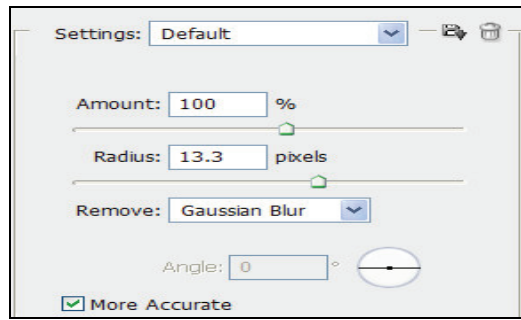 Settings: Default
Amount: 100 %
Radius: 13.3 pixels
Remove: Gaussian Blur
Angle: 0 °
More Accurate